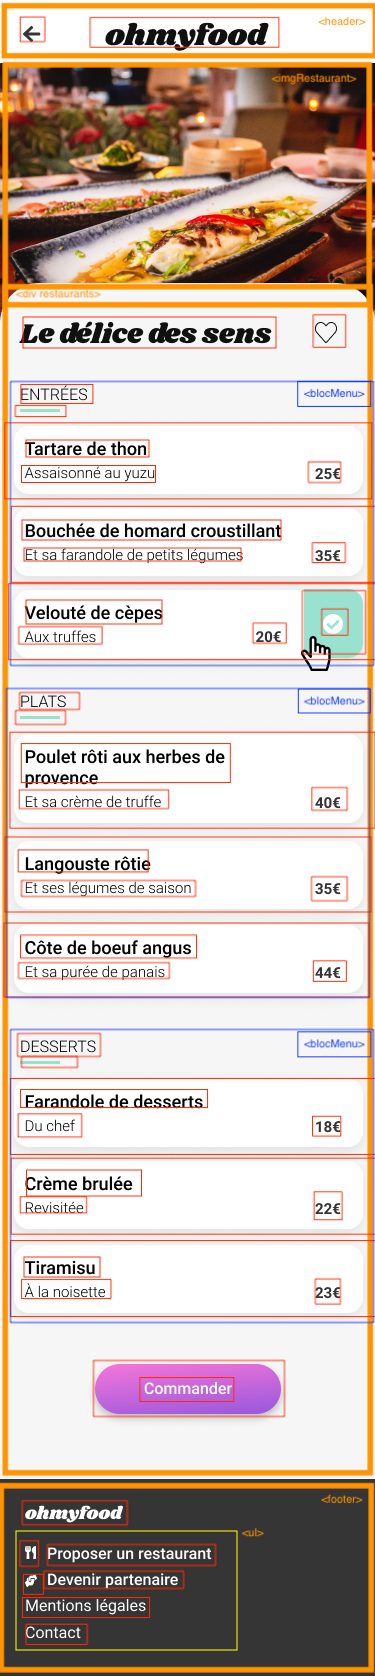 <header>
ohmyfood
<imgRestaurant>
<div restaurants>
Le délice des sens
ENTRÉES
<blocMenu>
Tartare de thon
Assaisonné au yuzu
25€
Bouchée de homard croustillant
Et sa farandole de petits légumes
35€
Velouté de cèpes
Aux truffes
20€
PLATS
<blocMenu>
Poulet rôti aux herbes de
provence
Et sa crème de truffe
40€
Langouste rôtie
Et ses légumes de saison
35€
Côte de boeuf angus
Et sa purée de panais
44€
DESSERTS
<blocMenu>
Farandole de desserts
Du chef
18€
Crème brulée
Revisitée
22€
Tiramisu
À la noisette
23€
Commander
<footer>
ohmyfood
<ul>
Proposer un restaurant
Devenir partenaire
Mentions légales
Contact